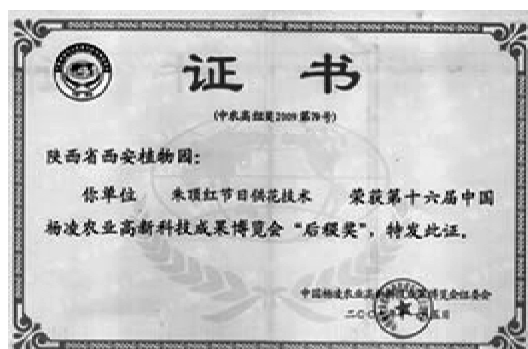 证 书
(中农高组奖2009第79号)
陕西省西安植物园:
你单位 朱顶红节日供花技术 荣获第十六届中国
杨凌农业高新科技成果博览会“后稷奖”,特发此证。
中国杨凌农业高新科技成果博览会组委会
二〇〇